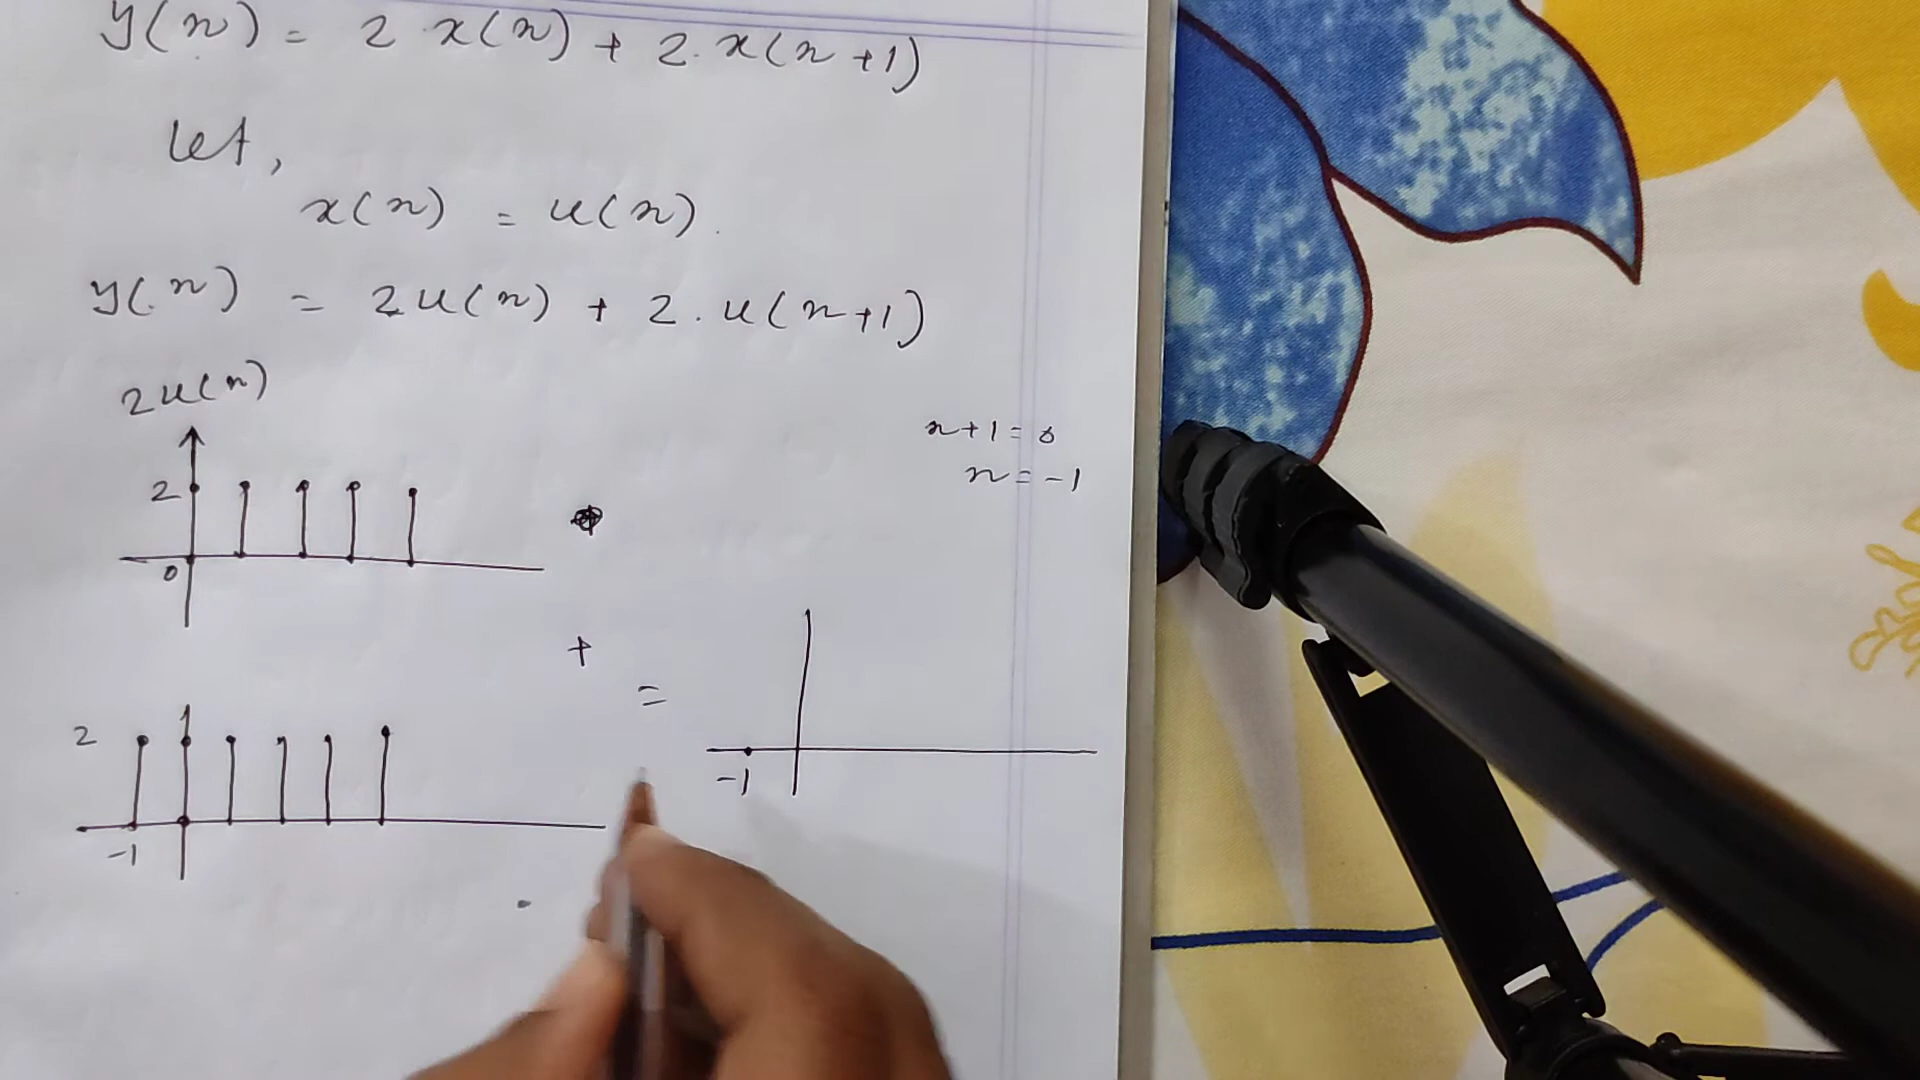 y(n) = 2 x(n) + 2. x(n+1)
let,
x(n) = u(n).
y(n) = 2u(n) + 2. u(n+1)
2u(n)
n+1=0
n=-1
2
0
+
=
2
-1
-1